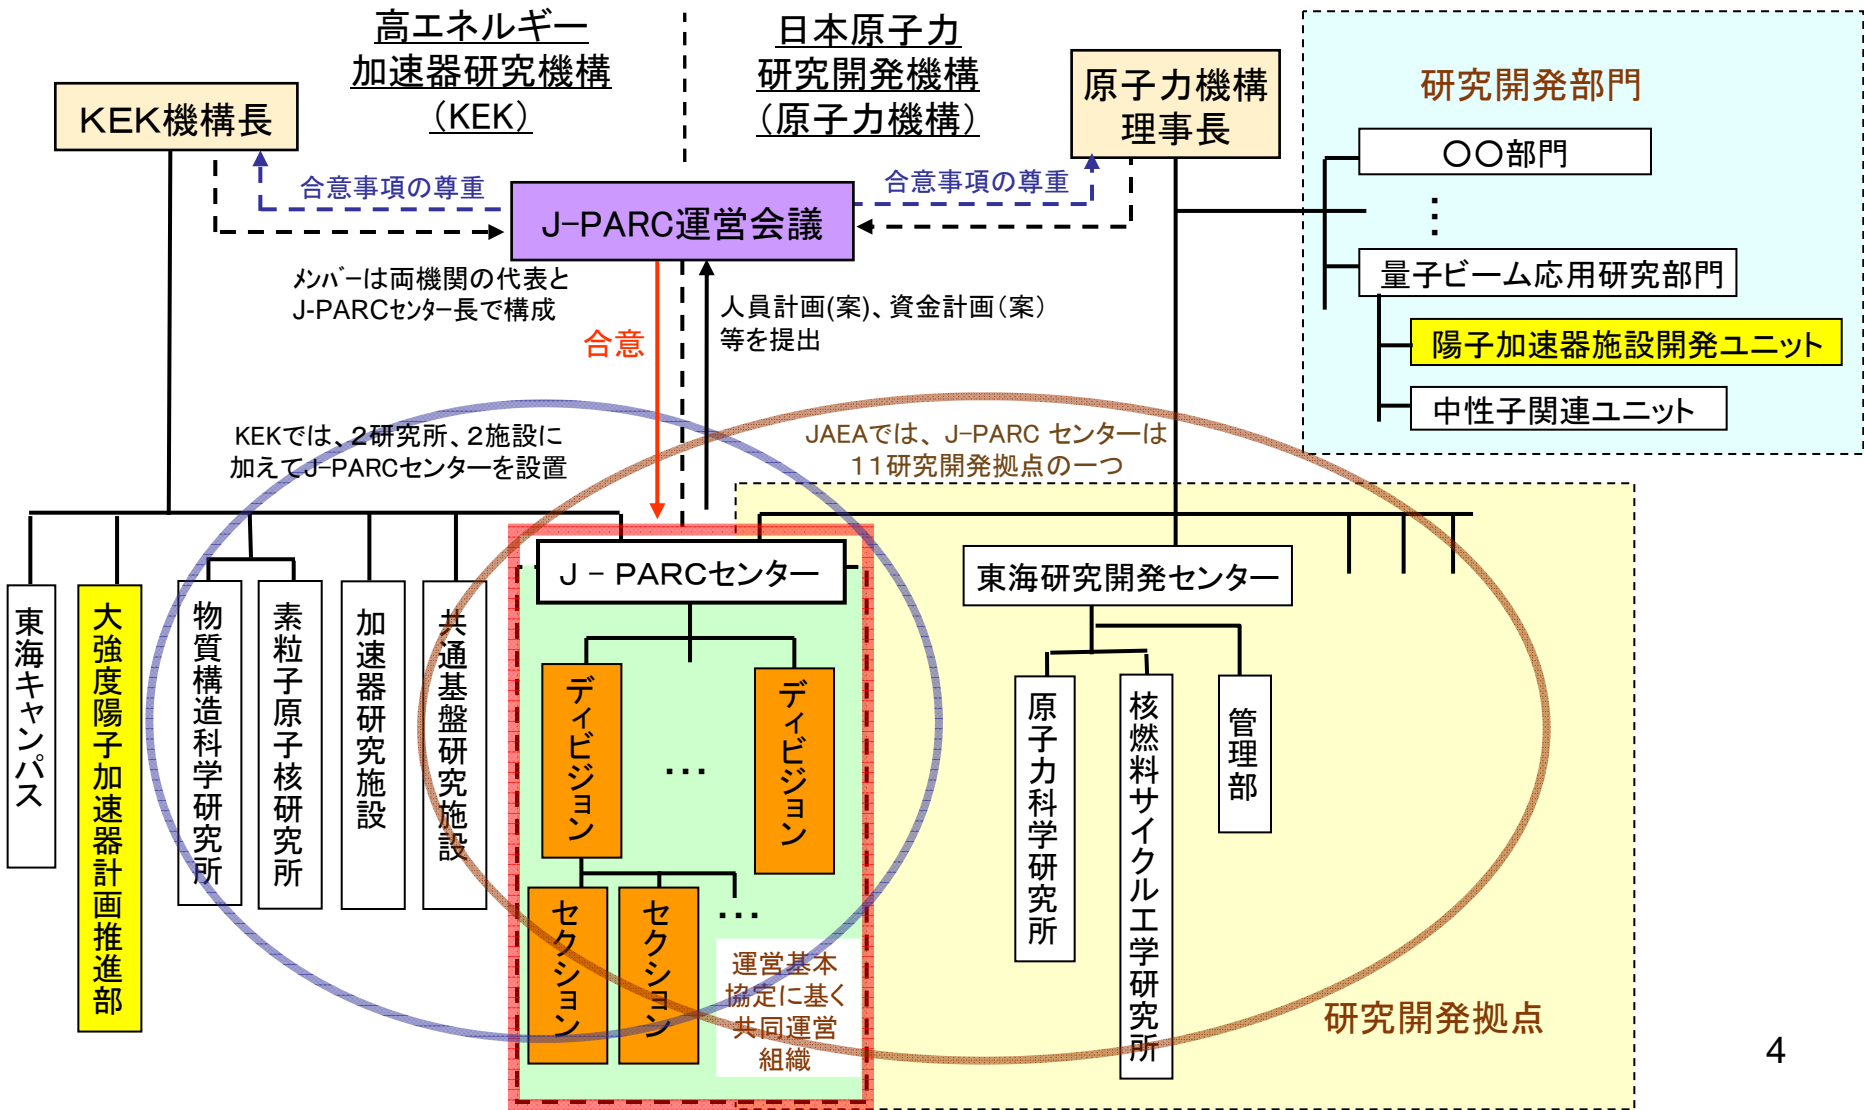 高エネルギー
加速器研究機構
（KEK）
日本原子力
研究開発機構
（原子力機構）
KEK機構長
原子力機構
理事長
研究開発部門
〇〇部門
⋮
量子ビーム応用研究部門
陽子加速器施設開発ユニット
中性子関連ユニット
合意事項の尊重
合意事項の尊重
J-PARC運営会議
メンバーは両機関の代表と
J-PARCセンター長で構成
合意
人員計画(案)、資金計画（案）
等を提出
KEKでは、2研究所、2施設に
加えてJ-PARCセンターを設置
JAEAでは、J-PARC センターは
11研究開発拠点の一つ
J－PARCセンター
東海研究開発センター
東海キャンパス
大強度陽子加速器計画推進部
物質構造科学研究所
素粒子原子核研究所
加速器研究施設
共通基盤研究施設
ディビジョン
…
ディビジョン
セクション
セクション
…
運営基本
協定に基く
共同運営
組織
原子力科学研究所
核燃料サイクル工学研究所
管理部
研究開発拠点
4